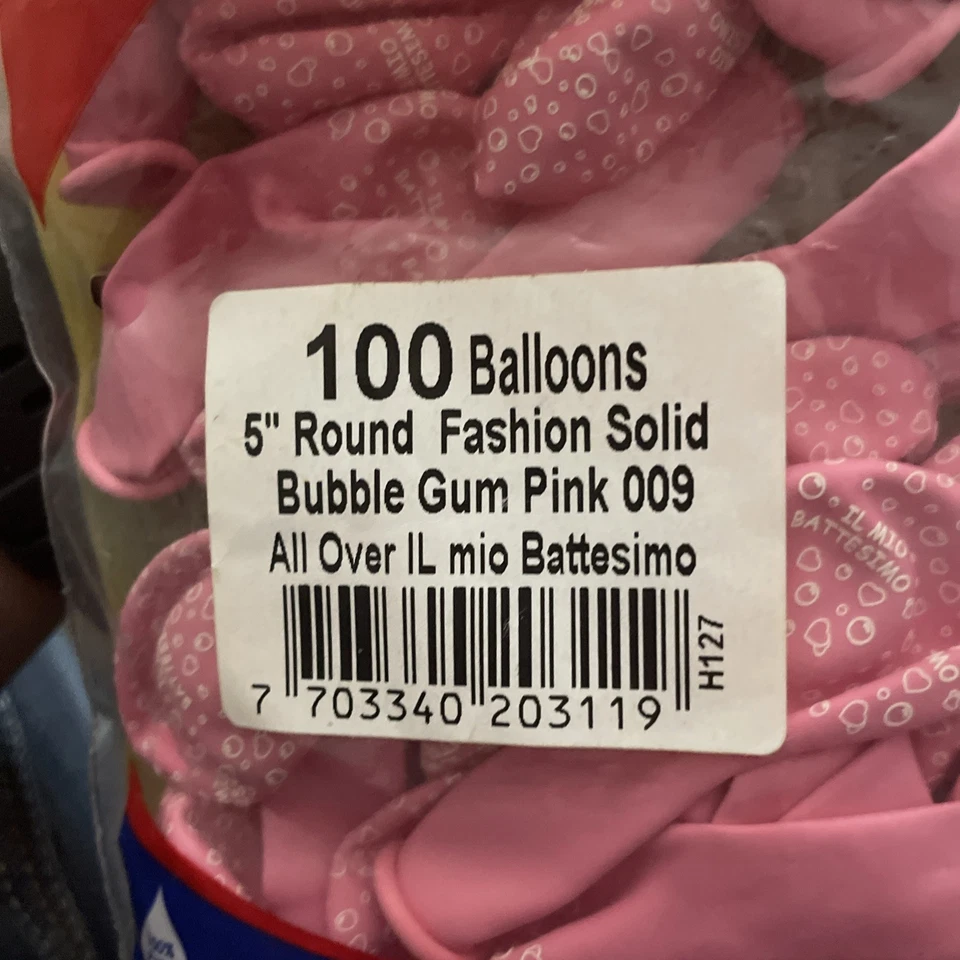 100 Balloons
5" Round Fashion Solid
Bubble Gum Pink 009
All Over IL mio Battesimo
H127
7 703340 203119
IL MIO
BATTESIMO
100%